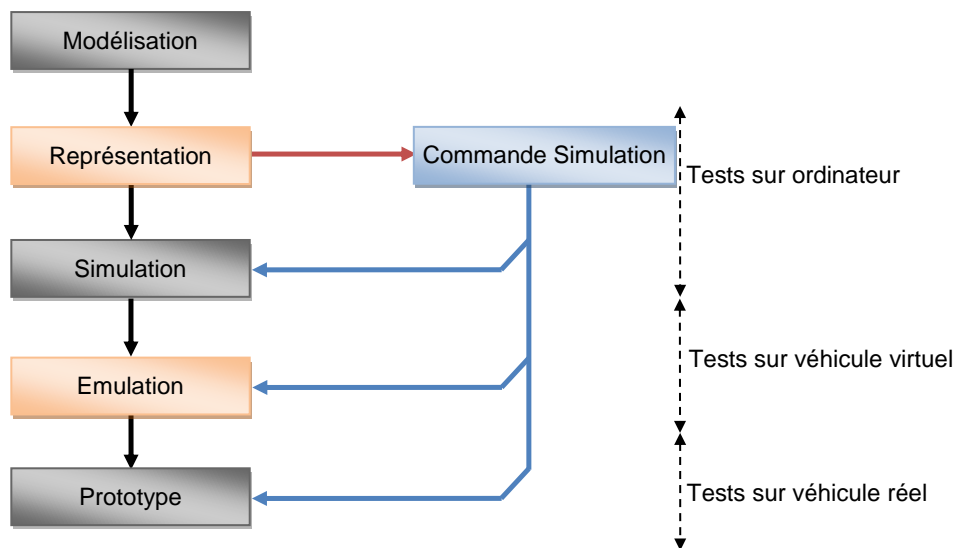 Modélisation
Représentation
Commande Simulation
Tests sur ordinateur
Simulation
Tests sur véhicule virtuel
Emulation
Prototype
Tests sur véhicule réel